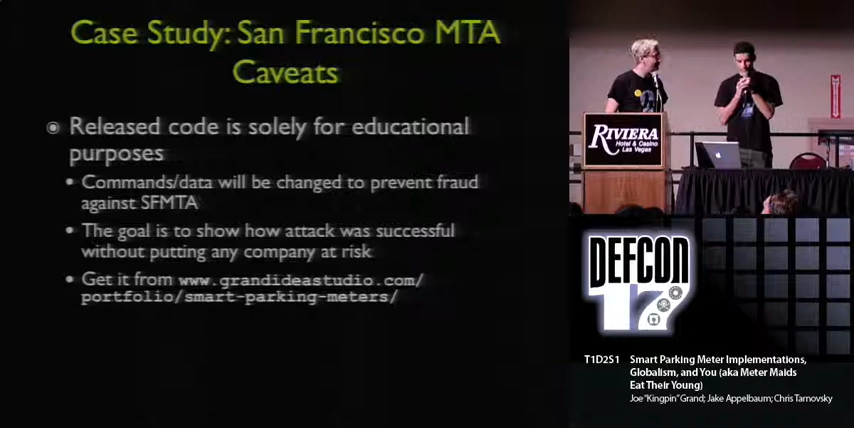 Case Study: San Francisco MTA
Caveats
Released code is solely for educational
purposes
Commands/data will be changed to prevent fraud
against SFMTA
The goal is to show how attack was successful
without putting any company at risk
Get it from www.grandideastudio.com/
portfolio/smart-parking-meters/
RIVIERA
Hotel & Casino
Las Vegas
DEFCON
17
T1D2S1 Smart Parking Meter Implementations,
Globalism, and You (aka Meter Maids
Eat Their Young)
Joe "Kingpin" Grand; Jake Appelbaum; Chris Tarnovsky